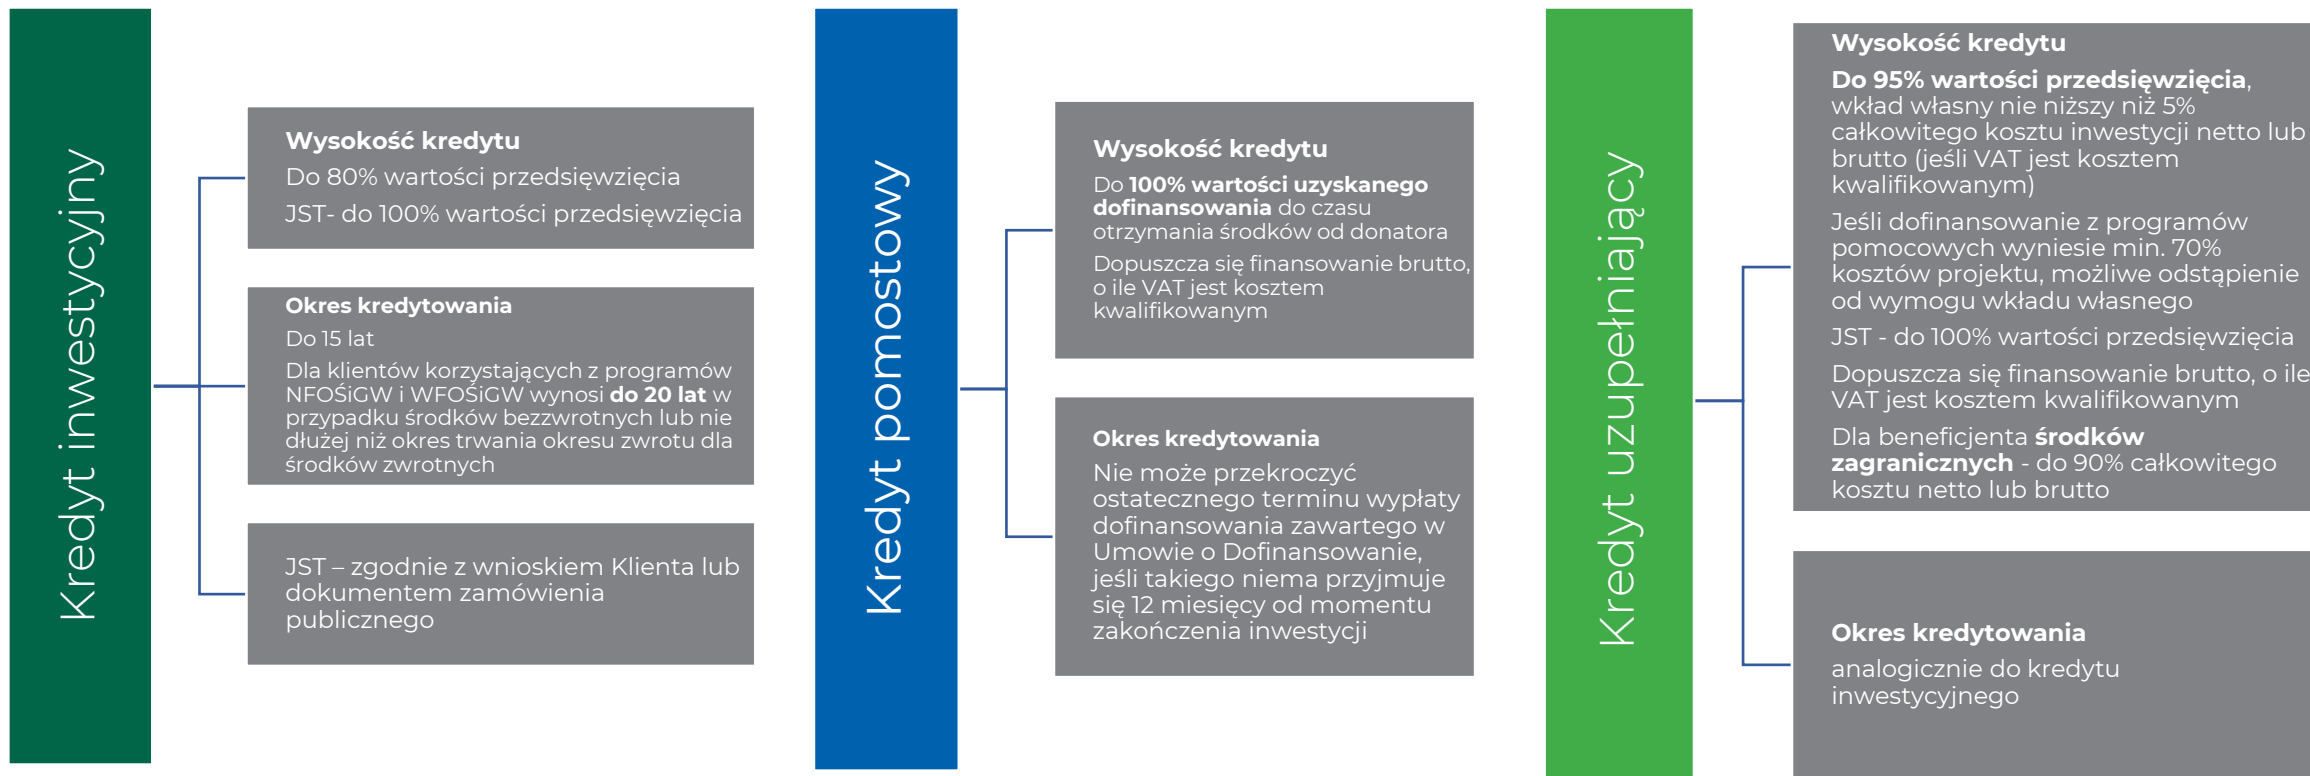 Kredyt inwestycyjny
Wysokość kredytu
Do 80% wartości przedsięwzięcia
JST- do 100% wartości przedsięwzięcia
Okres kredytowania
Do 15 lat
Dla klientów korzystających z programów
NFOŚiGW i WFOŚiGW wynosi do 20 lat w
przypadku środków bezzwrotnych lub nie
dłużej niż okres trwania okresu zwrotu dla
środków zwrotnych
JST – zgodnie z wnioskiem Klienta lub
dokumentem zamówienia
publicznego
Kredyt pomostowy
Wysokość kredytu
Do 100% wartości uzyskanego
dofinansowania do czasu
otrzymania środków od donatora
Dopuszcza się finansowanie brutto,
o ile VAT jest kosztem
kwalifikowanym
Okres kredytowania
Nie może przekroczyć
ostatecznego terminu wypłaty
dofinansowania zawartego w
Umowie o Dofinansowanie,
jeśli takiego niema przyjmuje
się 12 miesięcy od momentu
zakończenia inwestycji
Kredyt uzupełniający
Wysokość kredytu
Do 95% wartości przedsięwzięcia,
wkład własny nie niższy niż 5%
całkowitego kosztu inwestycji netto lub
brutto (jeśli VAT jest kosztem
kwalifikowanym)
Jeśli dofinansowanie z programów
pomocowych wyniesie min. 70%
kosztów projektu, możliwe odstąpienie
od wymogu wkładu własnego
JST - do 100% wartości przedsięwzięcia
Dopuszcza się finansowanie brutto, o ile
VAT jest kosztem kwalifikowanym
Dla beneficjenta środków
zagranicznych - do 90% całkowitego
kosztu netto lub brutto
Okres kredytowania
analogicznie do kredytu
inwestycyjnego